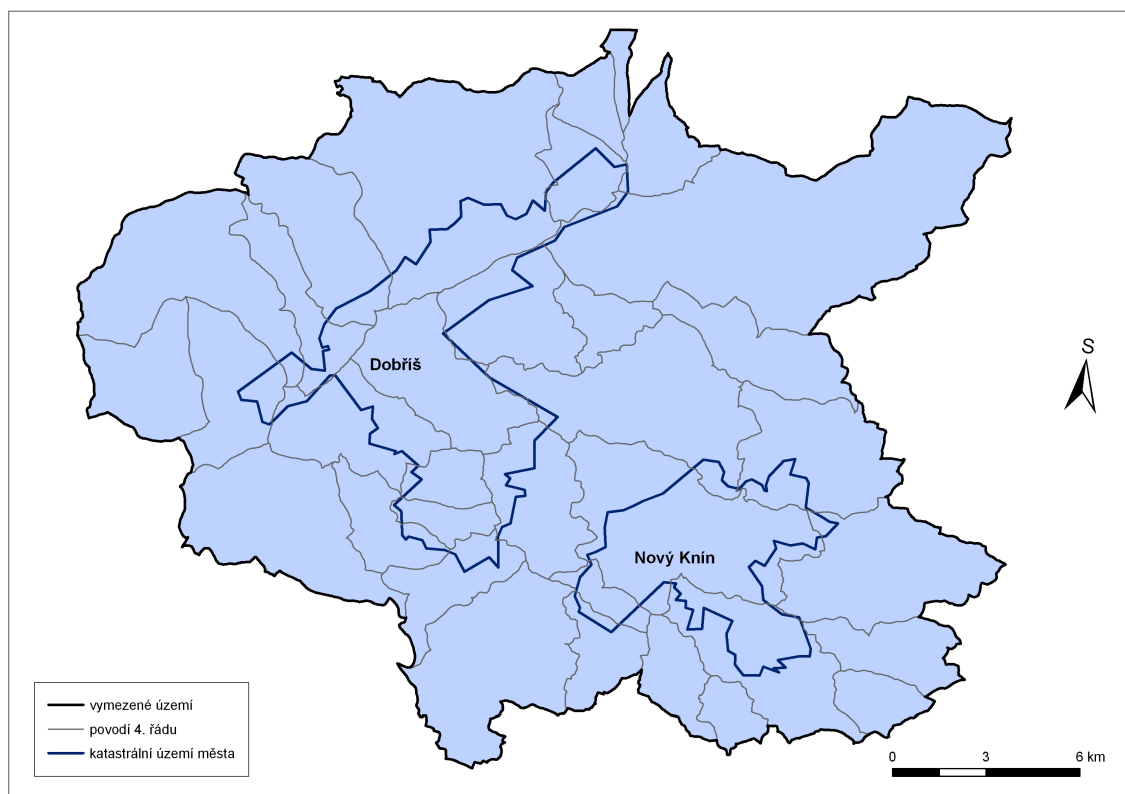 S
Dobříš
Nový Knín
vymezené území
povodí 4. řádu
katastrální území města
0 3 6 km